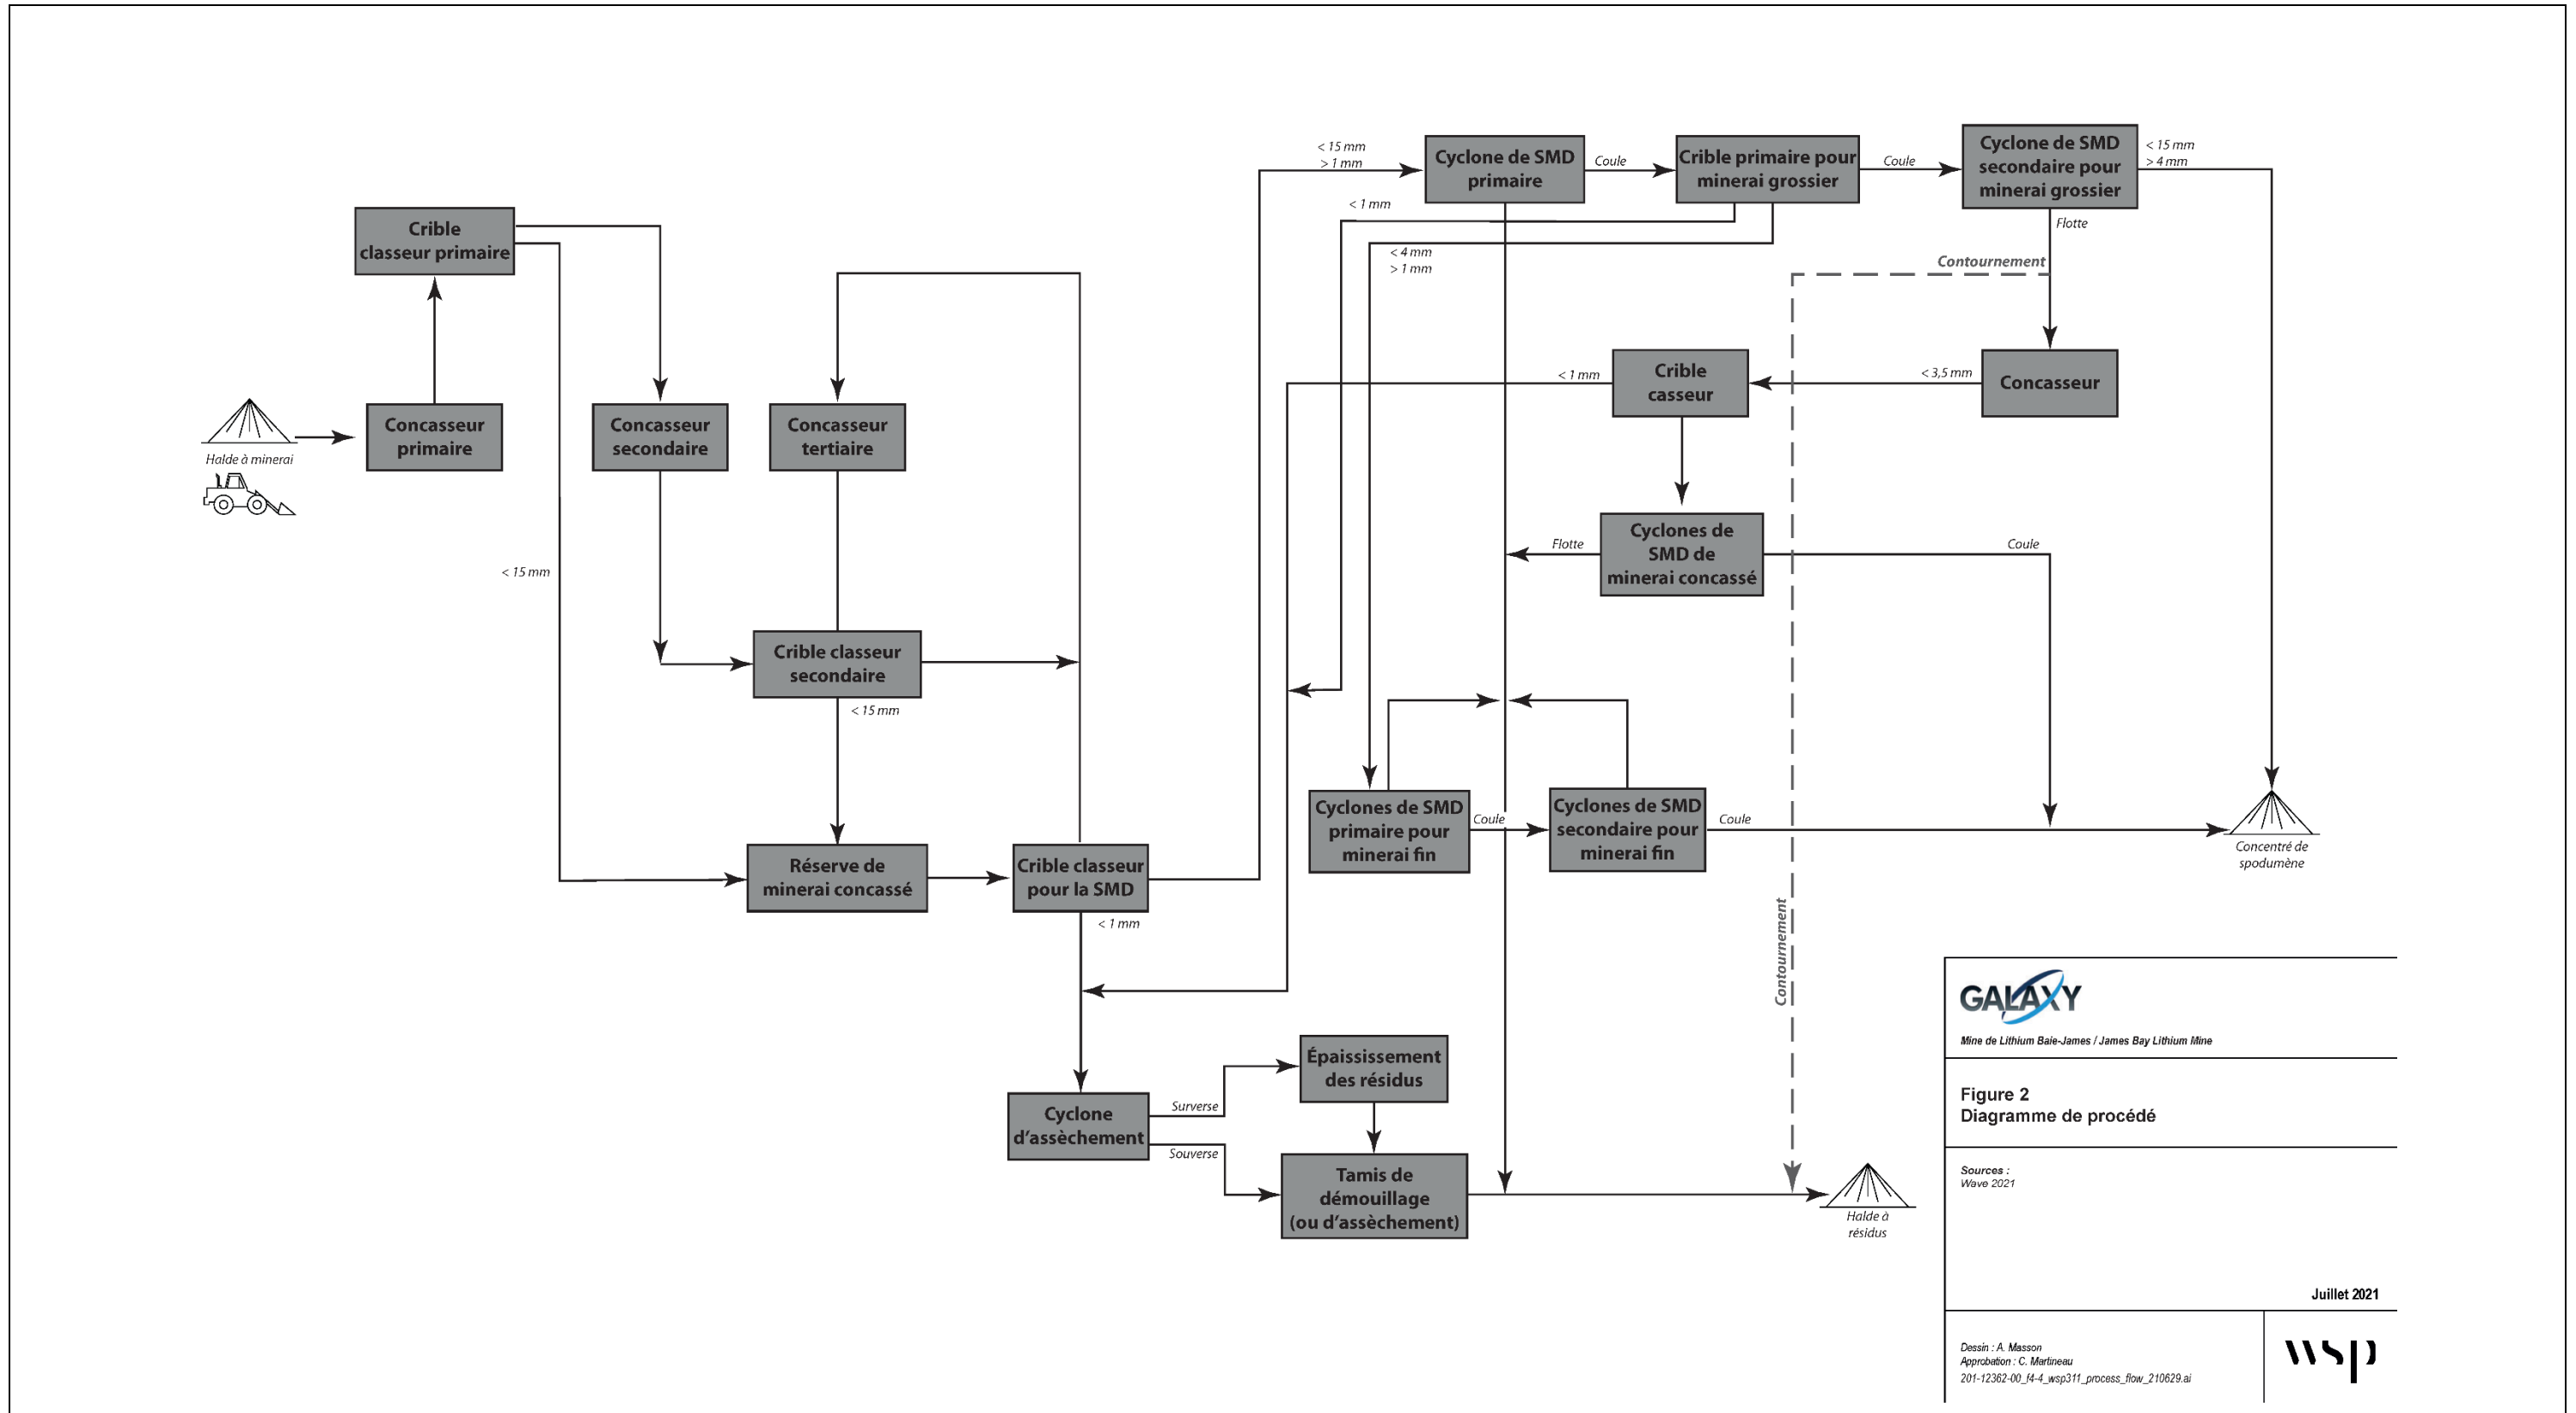 < 15 mm
> 1 mm
Cyclone de SMD
primaire
Coule
Crible primaire pour
minerai grossier
Coule
Cyclone de SMD
secondaire pour
minerai grossier
< 15 mm
> 4 mm
< 1 mm
Flotte
Crible
classeur primaire
< 4 mm
> 1 mm
Contournement
Crible
casseur
< 1 mm
< 3,5 mm
Concasseur
Halde à minerai
Concasseur
primaire
Concasseur
secondaire
Concasseur
tertiaire
< 15 mm
Flotte
Cyclones de
SMD de
minerai concassé
Coule
Crible classeur
secondaire
< 15 mm
Cyclones de SMD
primaire pour
minerai fin
Coule
Cyclones de SMD
secondaire pour
minerai fin
Coule
Concentré de
spodumène
Réserve de
minerai concassé
Crible classeur
pour la SMD
< 1 mm
Contournement
Épaississement
des résidus
Cyclone
d'assèchement
Surverse
Souverse
Tamis de
démouillage
(ou d'assèchement)
Halde à
résidus
GALAXY
Mine de Lithium Baie-James / James Bay Lithium Mine
Figure 2
Diagramme de procédé
Sources :
Wave 2021
Juillet 2021
Dessin : A. Masson
Approbation : C. Martineau
201-12362-00_f4-4_wsp311_process_flow_210629.ai
wsp